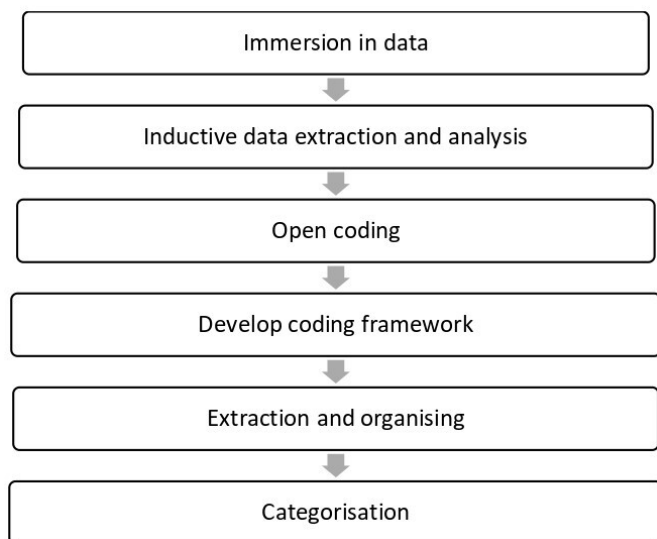 Immersion in data
Inductive data extraction and analysis
Open coding
Develop coding framework
Extraction and organising
Categorisation